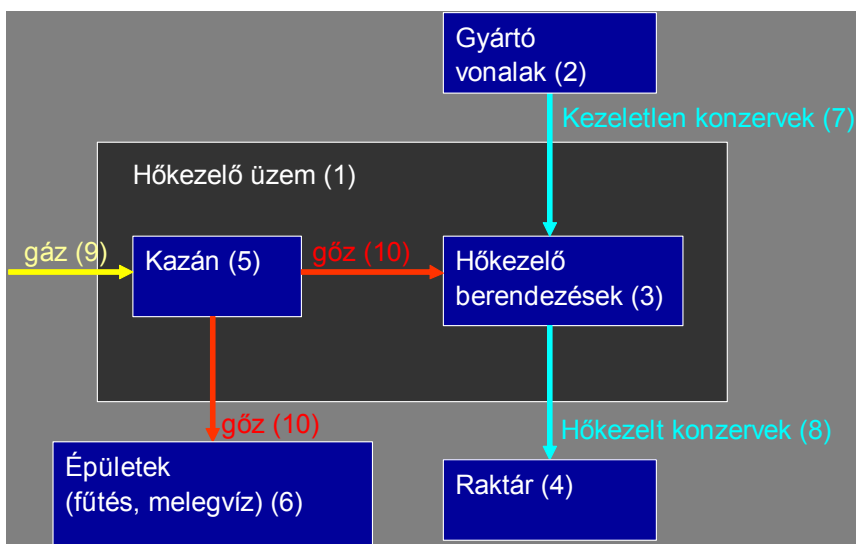 Gyártó
vonalak (2)
Kezeletlen konzervek (7)
Hőkezelő üzem (1)
gáz (9)
Kazán (5)
gőz (10)
Hőkezelő
berendezések (3)
gőz (10)
Hőkezelt konzervek (8)
Épületek
(fűtés, melegvíz) (6)
Raktár (4)